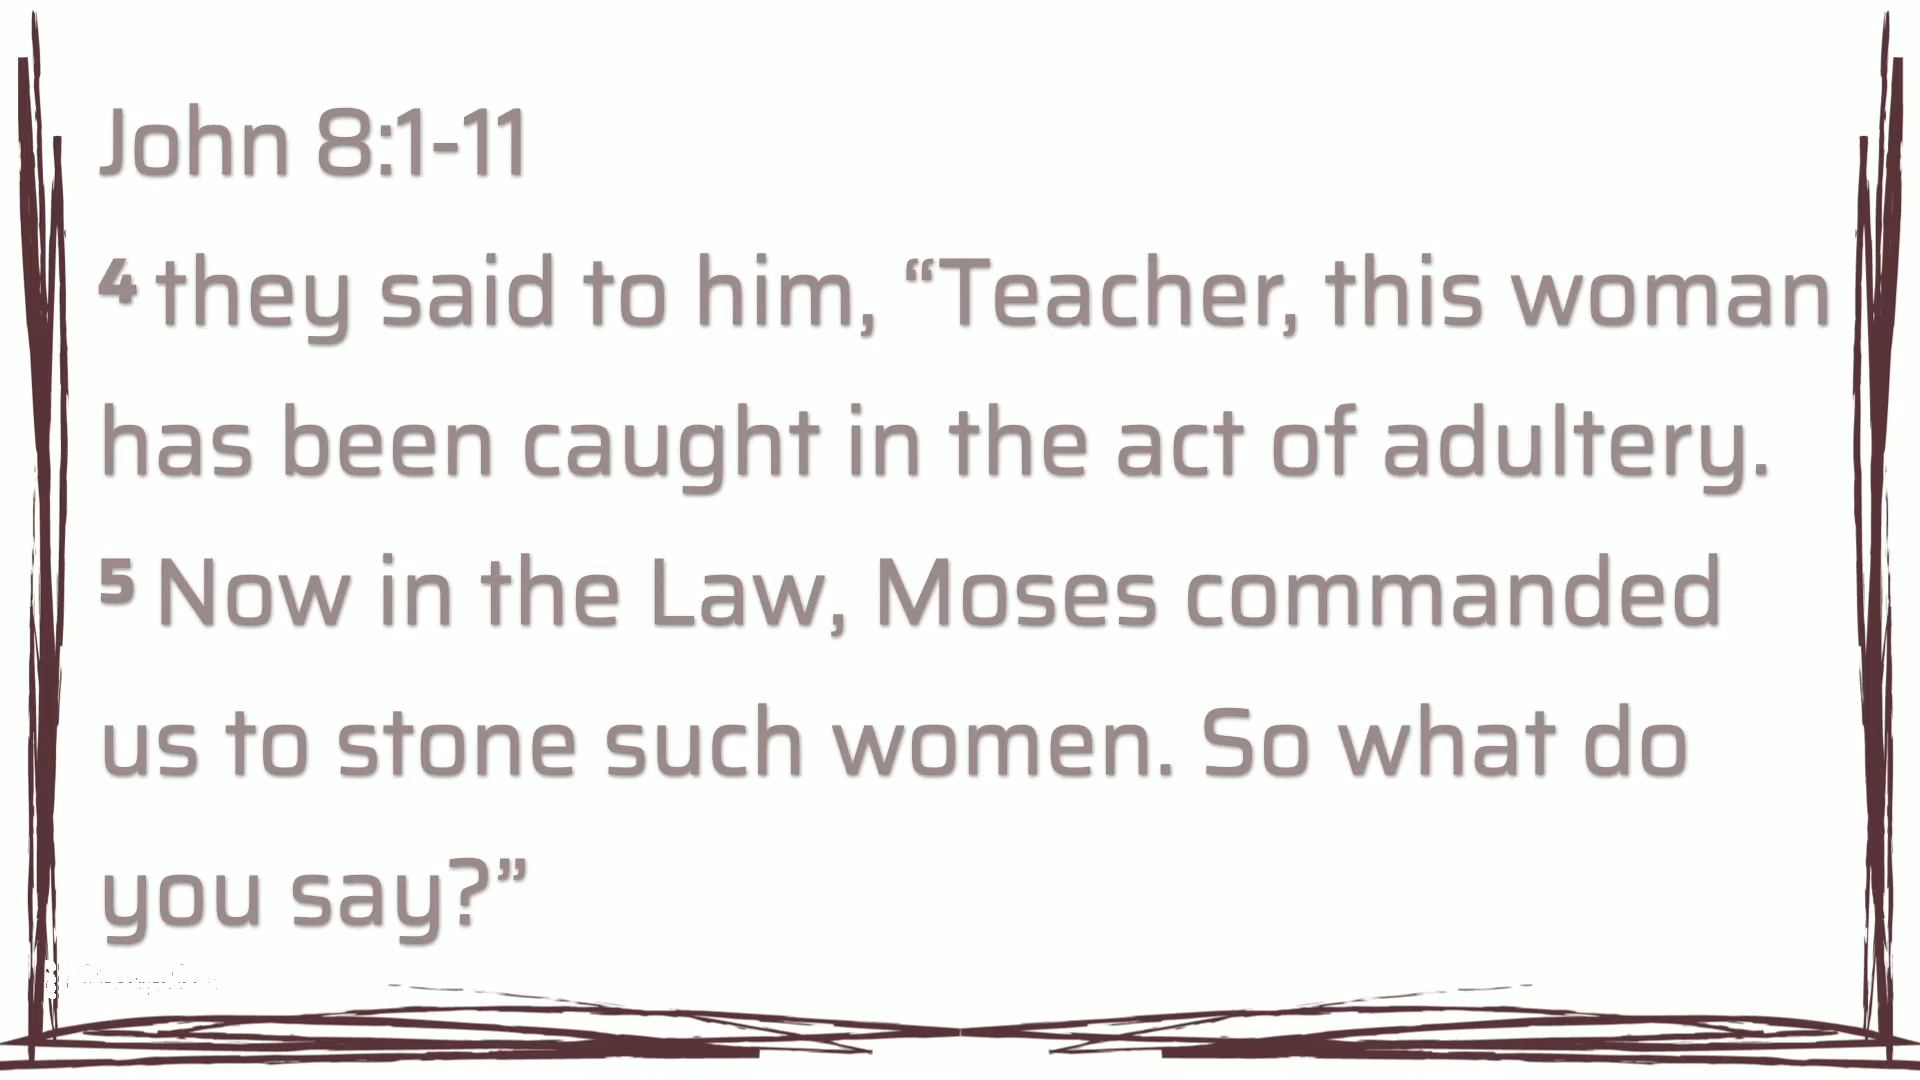 John 8:1-11
4 they said to him, “Teacher, this woman
has been caught in the act of adultery.
5 Now in the Law, Moses commanded
us to stone such women. So what do
you say?”